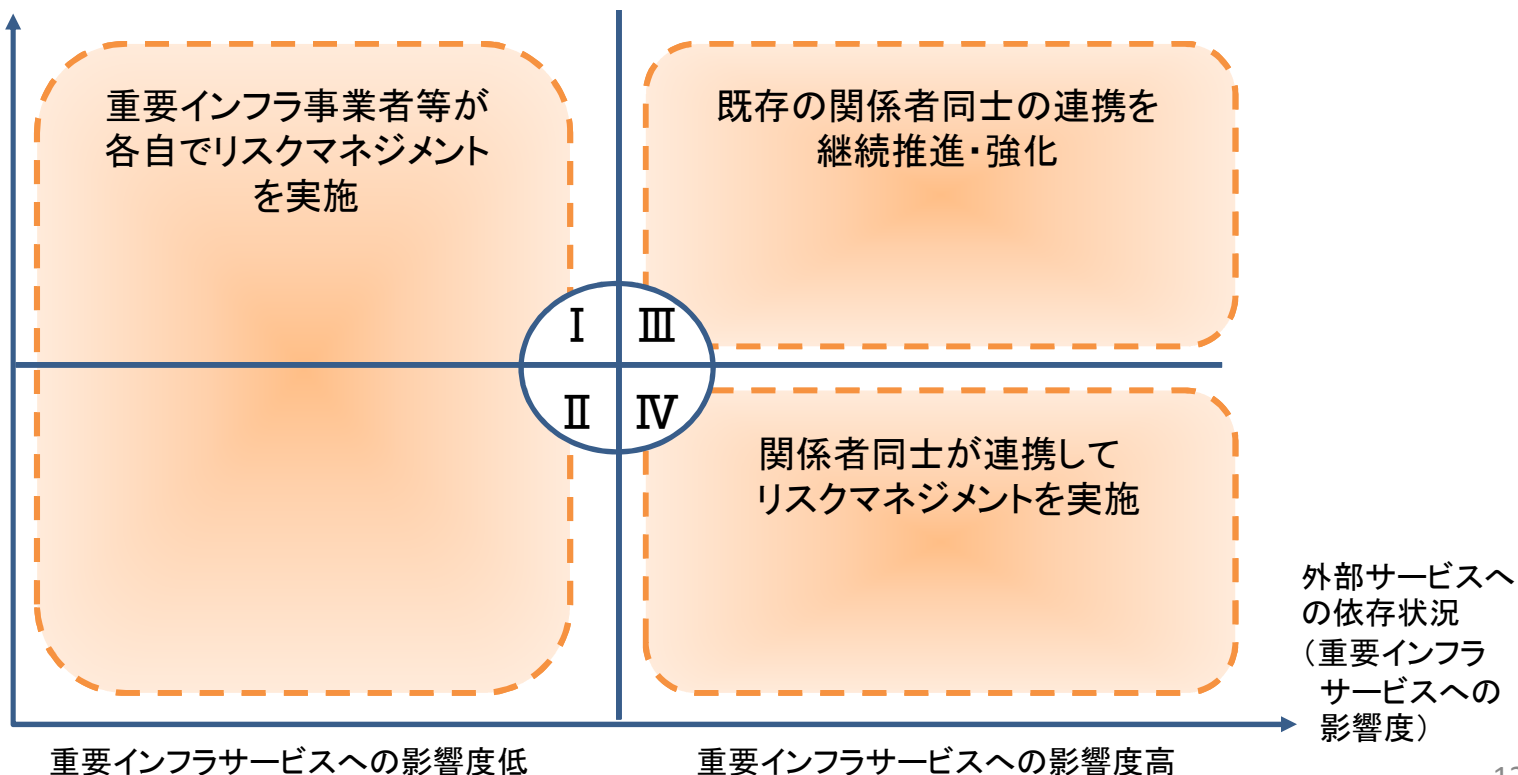 重要インフラ事業者等が
各自でリスクマネジメント
を実施
既存の関係者同士の連携を
継続推進・強化
Ⅰ
Ⅲ
Ⅱ
Ⅳ
関係者同士が連携して
リスクマネジメントを実施
外部サービスへ
の依存状況
（重要インフラ
サービスへの
影響度）
重要インフラサービスへの影響度低
重要インフラサービスへの影響度高